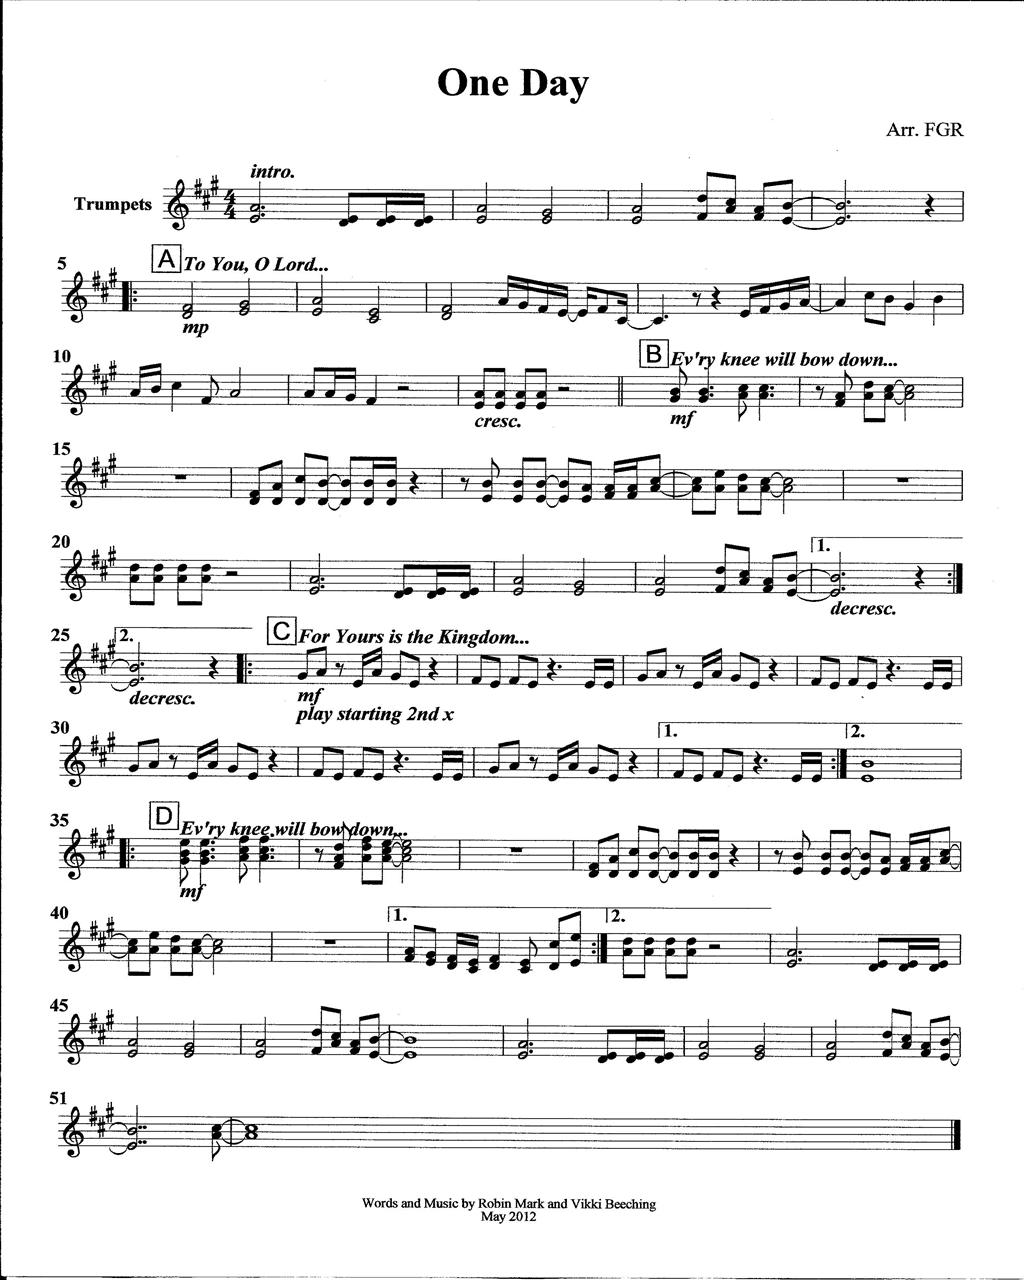 One Day
Arr. FGR
intro.
Trumpets
5
A To You, O Lord...
mp
10
B Ev'ry knee will bow down...
cresc.
mf
15
20
1.
decresc.
25
2.
C For Yours is the Kingdom...
decresc.
mf
play starting 2nd x
30
1.
2.
35
D Ev'ry knee will bow down...
mf
40
1.
2.
45
51
Words and Music by Robin Mark and Vikki Beeching
May 2012